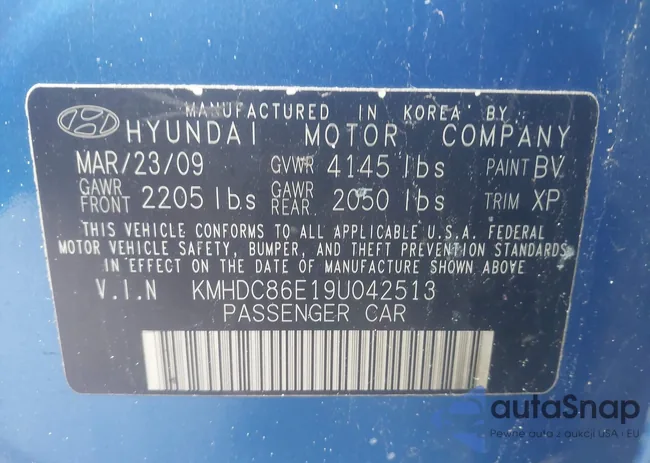 MANUFACTURED IN KOREA BY
HYUNDAI MOTOR COMPANY
MAR/23/09 GVWR 4145 lbs PAINT BV
GAWR FRONT 2205 lbs GAWR REAR 2050 lbs TRIM XP
THIS VEHICLE CONFORMS TO ALL APPLICABLE U.S.A. FEDERAL
MOTOR VEHICLE SAFETY, BUMPER, AND THEFT PREVENTION STANDARDS
IN EFFECT ON THE DATE OF MANUFACTURE SHOWN ABOVE
V.I.N KMHDC86E19U042513
PASSENGER CAR
autaSnap
Pewne auta z aukcji USA i EU